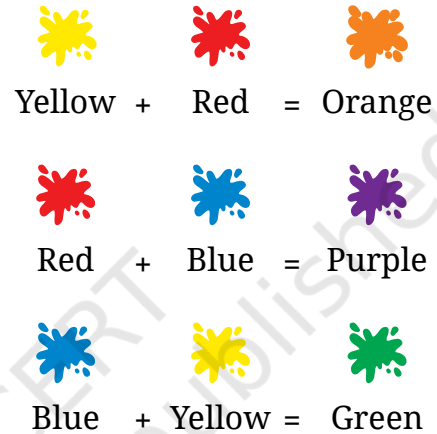 Yellow + Red = Orange
Red + Blue = Purple
Blue + Yellow = Green